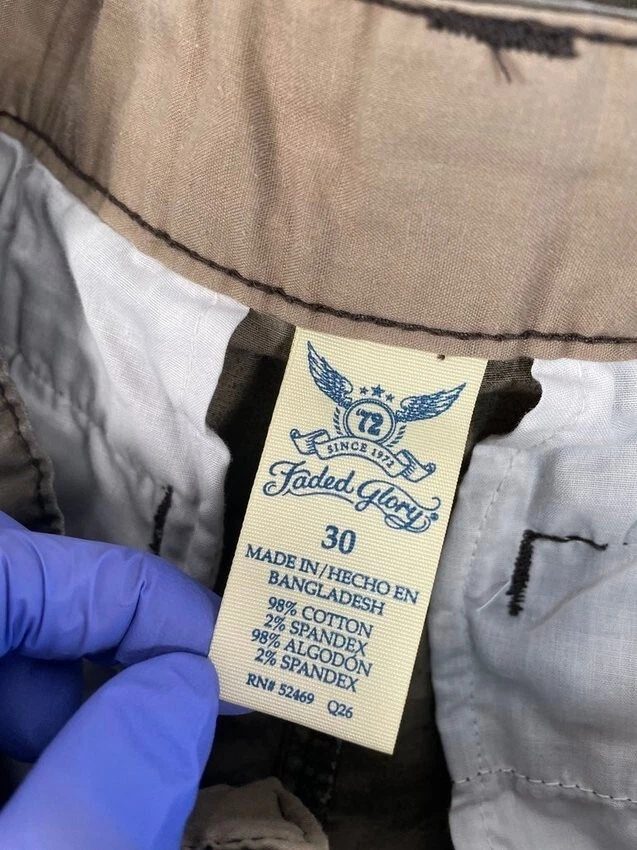 72
SINCE 1972
Faded Glory
30
MADE IN/HECHO EN
BANGLADESH
98% COTTON
2% SPANDEX
98% ALGODÓN
2% SPANDEX
RN# 52469 Q26